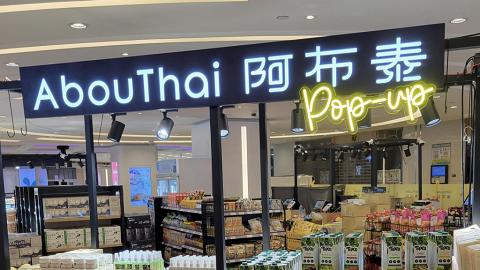 AbouThai 阿布泰
Pop-up